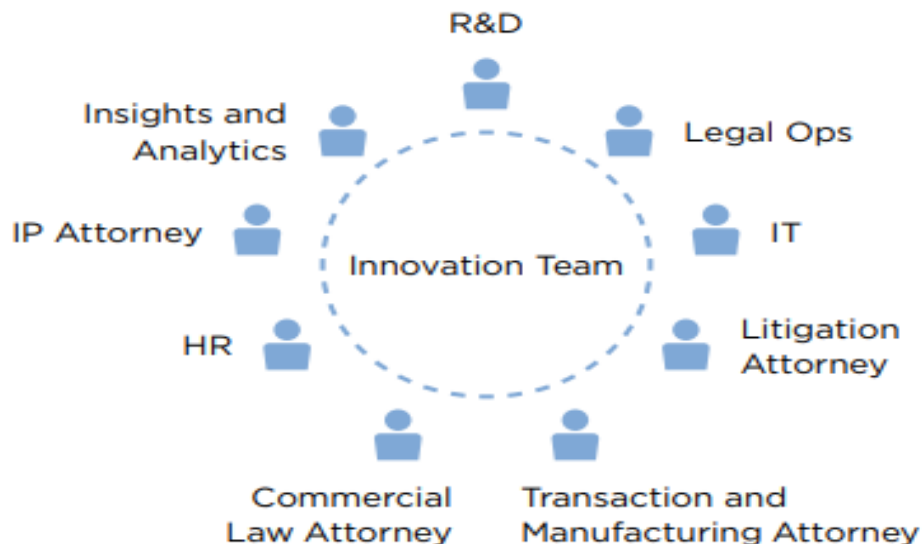 R&D
Insights and
Analytics
Legal Ops
IP Attorney
IT
Innovation Team
HR
Litigation
Attorney
Commercial
Law Attorney
Transaction and
Manufacturing Attorney